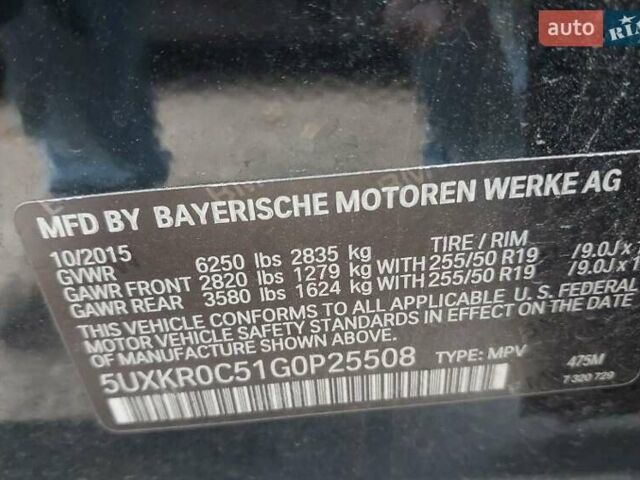 auto RIA
MFD BY BAYERISCHE MOTOREN WERKE AG
10/2015 TIRE / RIM
GVWR 6250 lbs 2835 kg
GAWR FRONT 2820 lbs 1279 kg WITH 255/50 R19 /9.0J x
GAWR REAR 3580 lbs 1624 kg WITH 255/50 R19 /9.0J x 1
THIS VEHICLE CONFORMS TO ALL APPLICABLE U. S. FEDERAL
MOTOR VEHICLE SAFETY STANDARDS IN EFFECT ON THE DATE
OF MANUFACTURE SHOWN ABOVE.
5UXKR0C51G0P25508 TYPE: MPV 475M
7 320 729